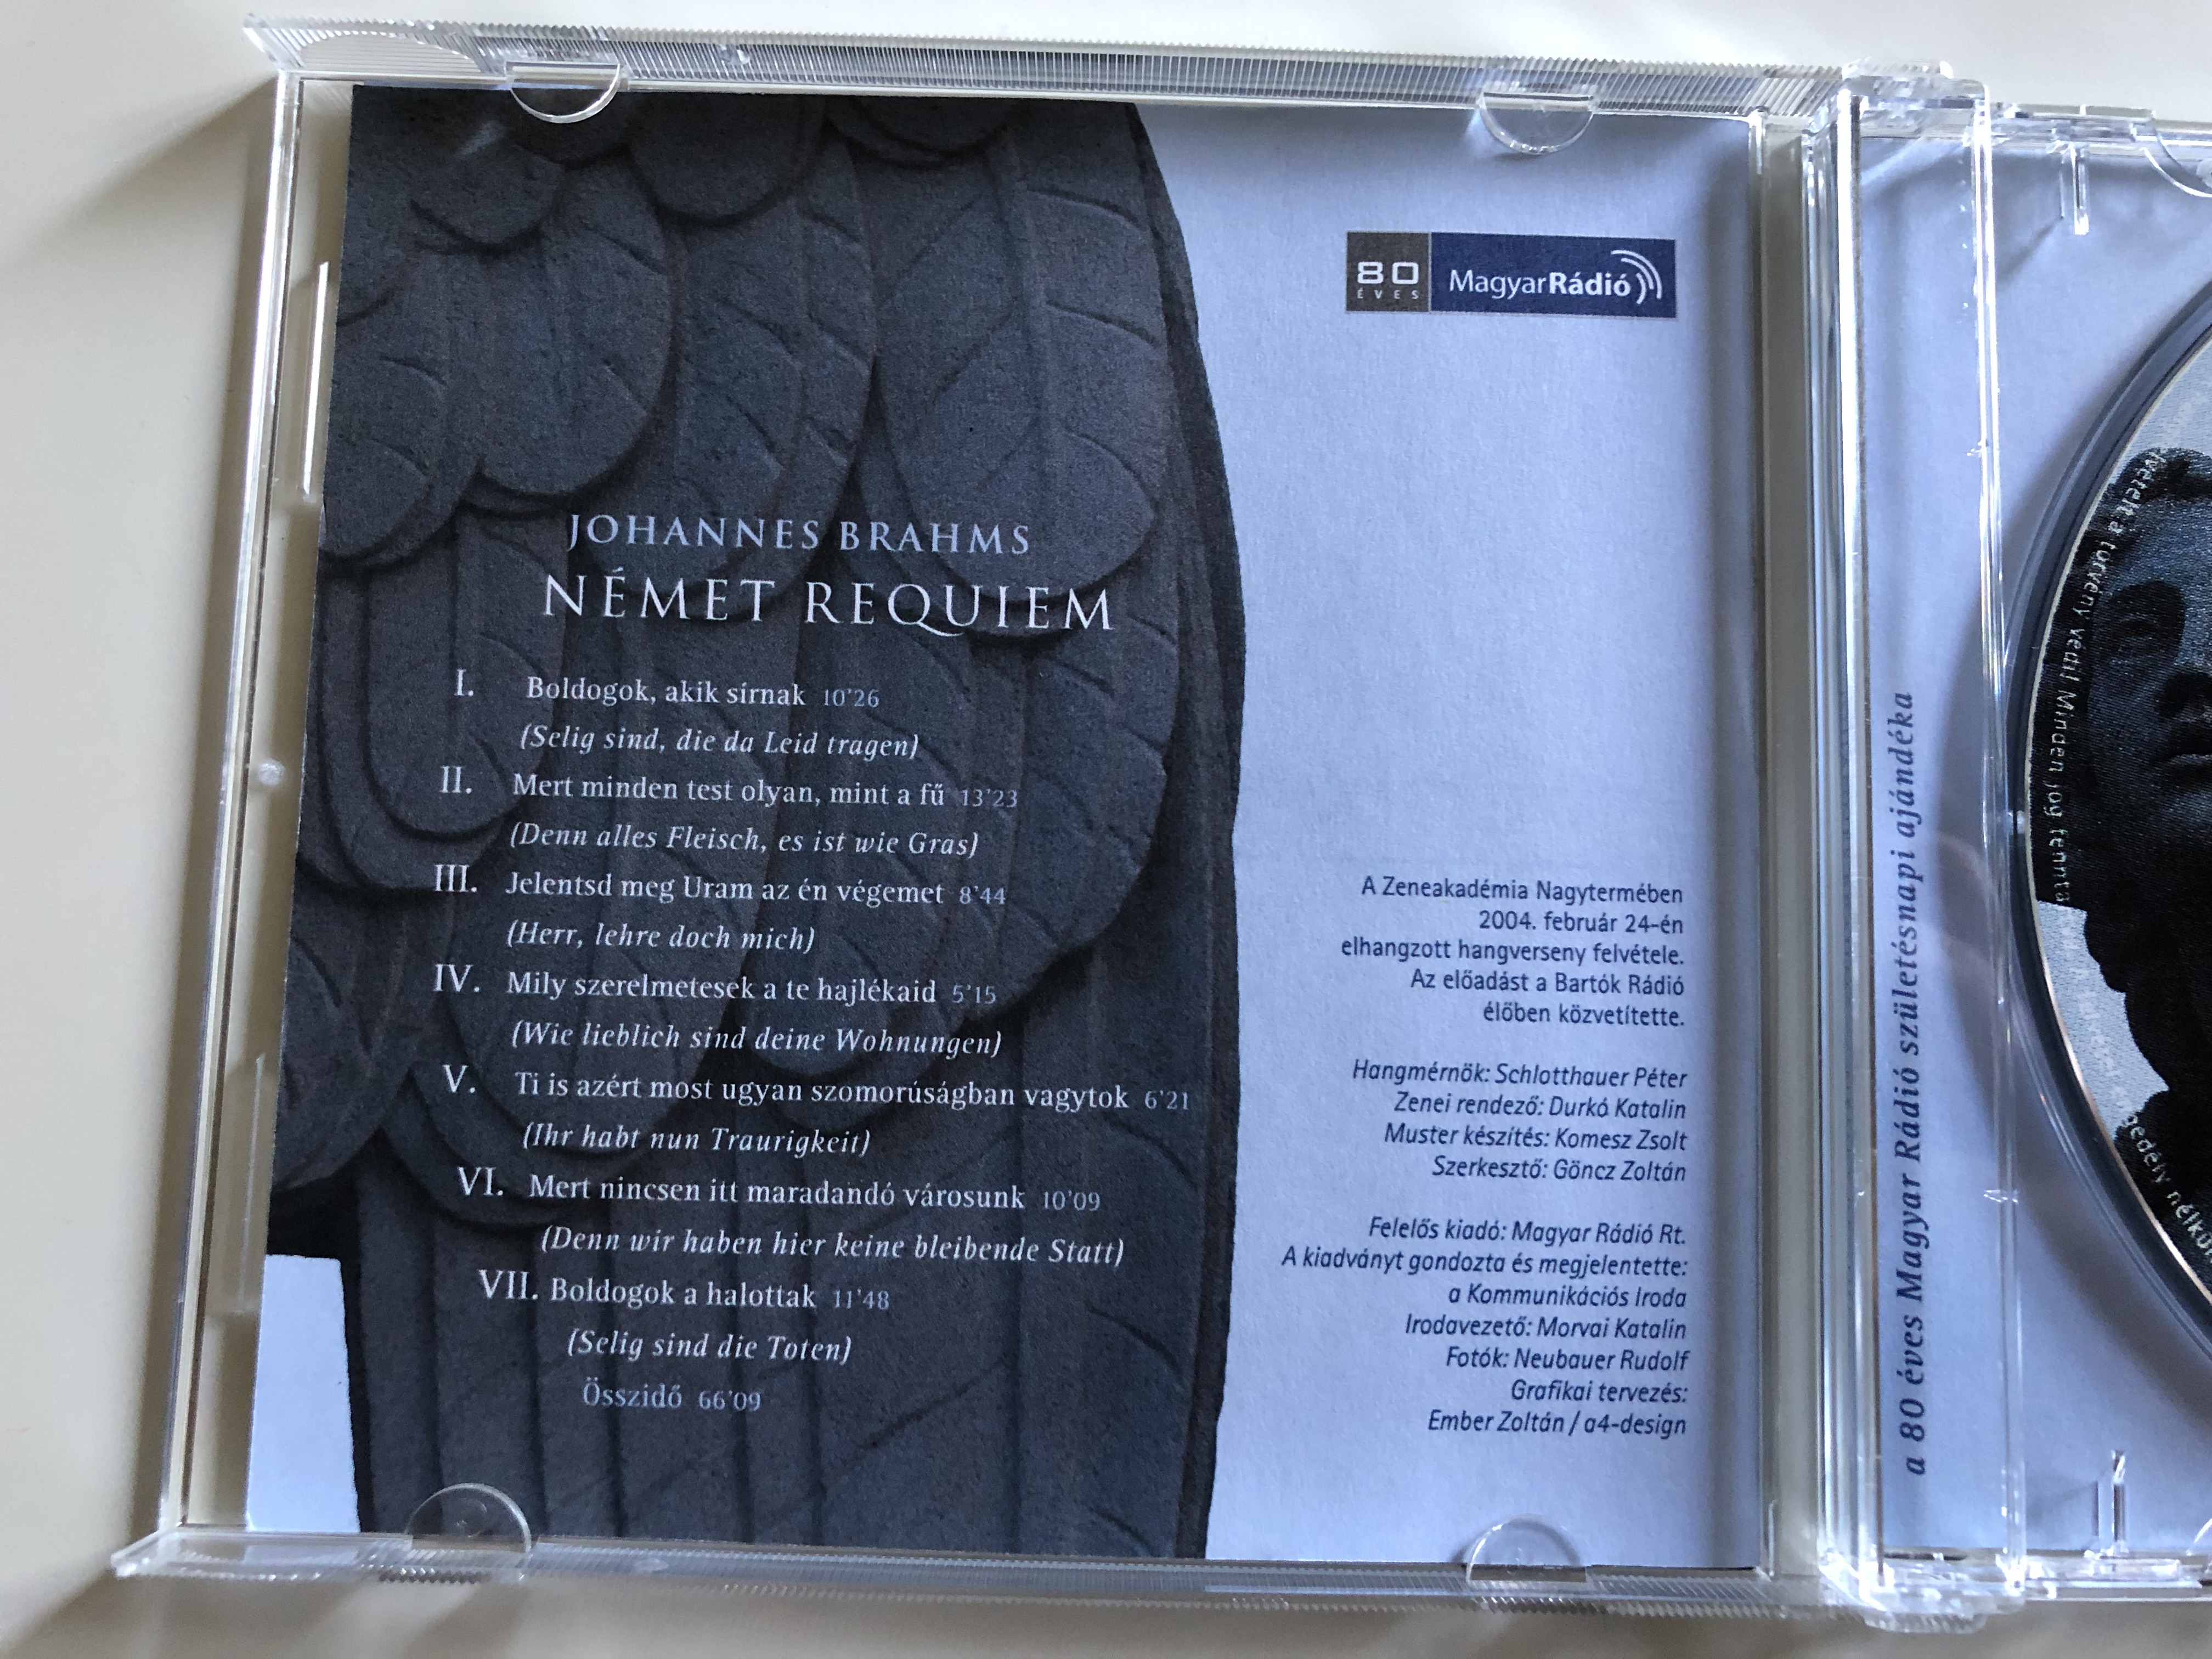 JOHANNES BRAHMS
NÉMET REQUIEM
I. Boldogok, akik sírnak 10'26
(Selig sind, die da Leid tragen)
II. Mert minden test olyan, mint a fű 13'23
(Denn alles Fleisch, es ist wie Gras)
III. Jelentsd meg Uram az én végemet 8'44
(Herr, lehre doch mich)
IV. Mily szerelmetesek a te hajlékaid 5'15
(Wie lieblich sind deine Wohnungen)
V. Ti is azért most ugyan szomorúságban vagytok 6'21
(Ihr habt nun Traurigkeit)
VI. Mert nincsen itt maradandó városunk 10'09
(Denn wir haben hier keine bleibende Statt)
VII. Boldogok a halottak 11'48
(Selig sind die Toten)
Összidő 66'09
80
ÉVES
MagyarRádió
A Zeneakadémia Nagytermében
2004. február 24-én
elhangzott hangverseny felvétele.
Az előadást a Bartók Rádió
élőben közvetítette.
Hangmérnök: Schlotthauer Péter
Zenei rendező: Durkó Katalin
Muster készítés: Komesz Zsolt
Szerkesztő: Göncz Zoltán
Felelős kiadó: Magyar Rádió Rt.
A kiadványt gondozta és megjelentette:
a Kommunikációs Iroda
Irodavezető: Morvai Katalin
Fotók: Neubauer Rudolf
Grafikai tervezés:
Ember Zoltán / a4-design
a 80 éves Magyar Rádió születésnapi ajándéka
a törvény védi! Minden jog